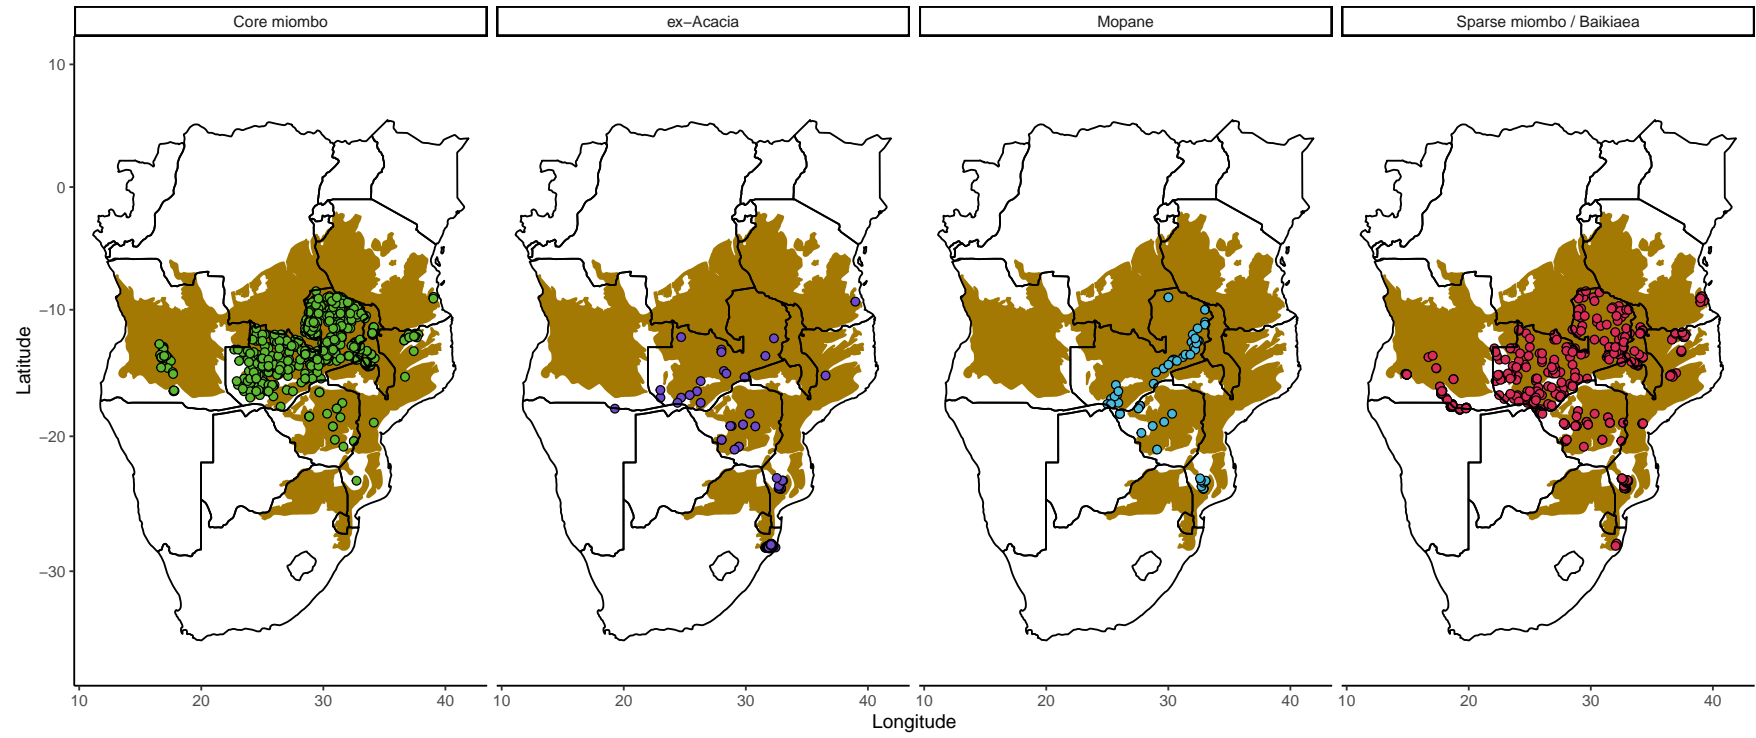 Core miombo
ex−Acacia
Mopane
Sparse miombo / Baikiaea
10
0
−10
−20
−30
Latitude
10 20 30 40
10 20 30 40
10 20 30 40
10 20 30 40
Longitude